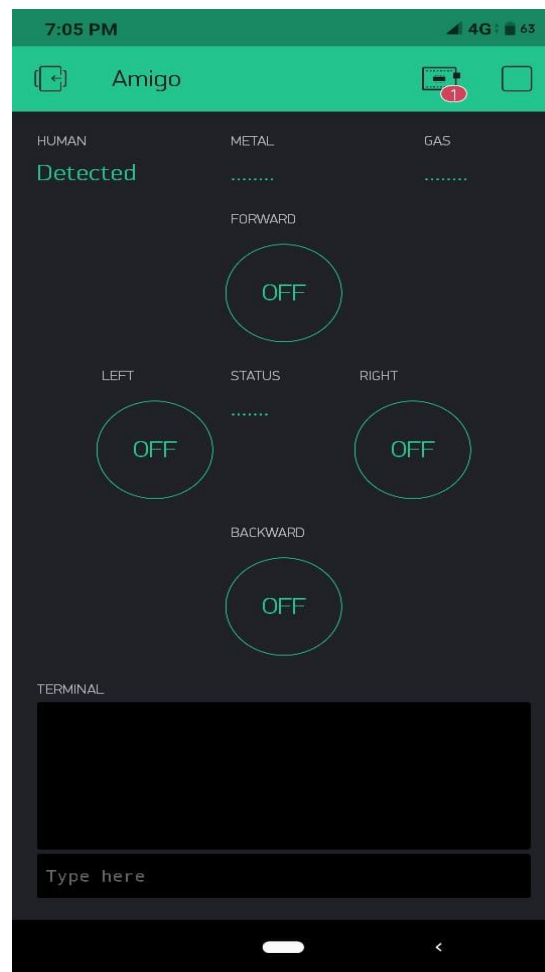 7:05 PM 4G 63
Amigo 1
HUMAN METAL GAS
Detected ........ ........
FORWARD
OFF
LEFT STATUS RIGHT
.......
OFF OFF
BACKWARD
OFF
TERMINAL
Type here